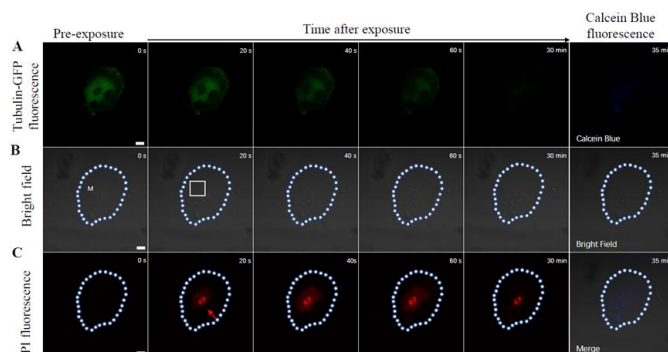 Pre-exposure
Time after exposure
Calcein Blue
fluorescence
A
Tubulin-GFP
fluorescence
0 s
20 s
40 s
60 s
30 min
35 min
Calcein Blue
B
Bright field
0 s
20 s
40 s
60 s
30 min
35 min
M
Bright Field
C
PI fluorescence
0 s
20 s
40s
60 s
30 min
35 min
Merge